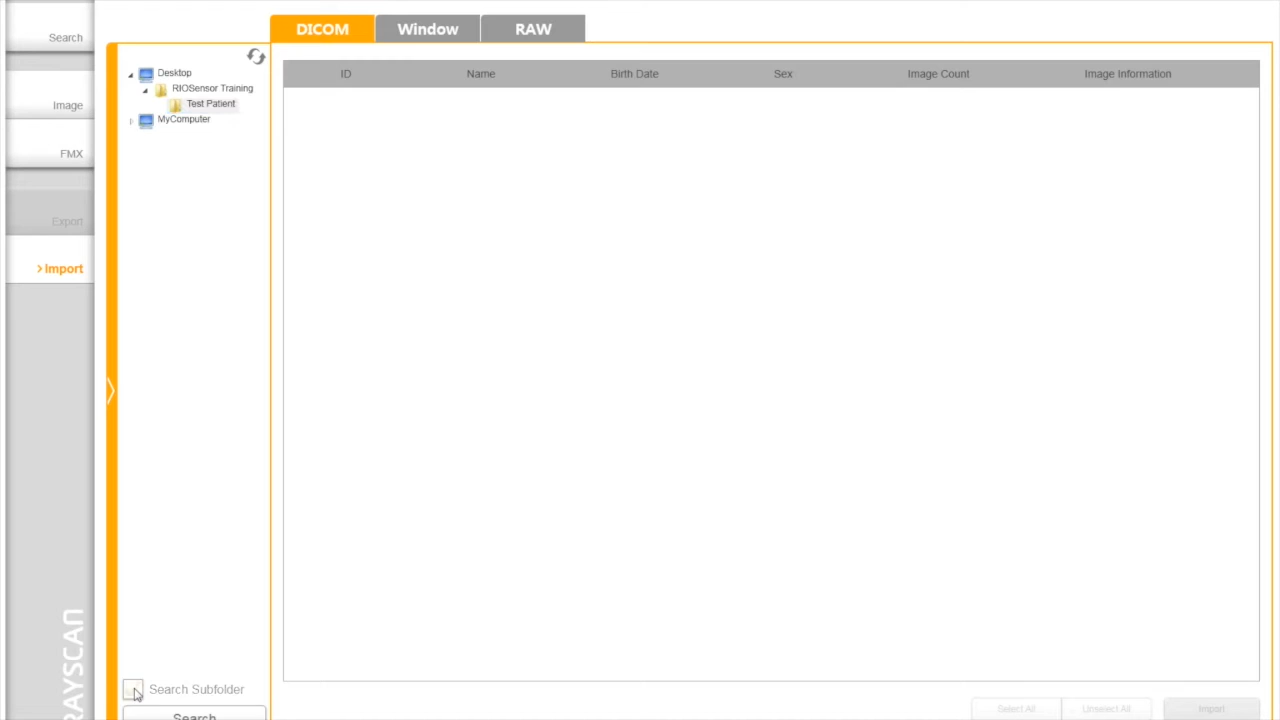 Search
Image
FMX
Export
> Import
RAYSCAN
DICOM Window RAW
Desktop
RIOSensor Training
Test Patient
MyComputer
ID Name Birth Date Sex Image Count Image Information
Search Subfolder
Search
Select All Unselect All Import